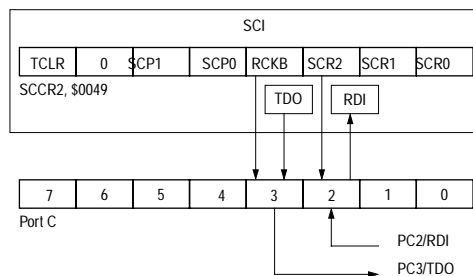 SCI
TCLR 0 SCP1 SCP0 RCKB SCR2 SCR1 SCR0
SCCR2, $0049
TDO RDI
7 6 5 4 3 2 1 0
Port C
PC2/RDI
PC3/TDO